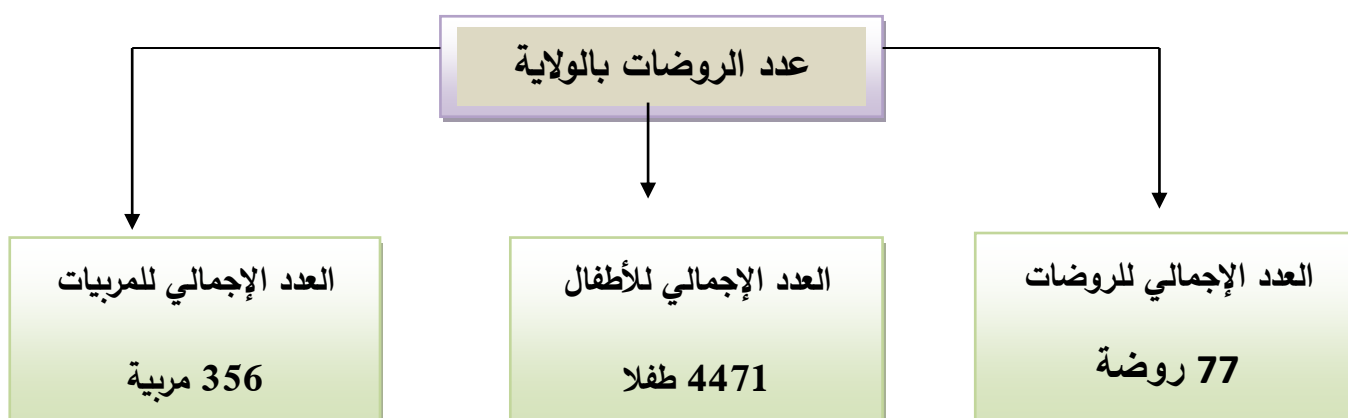 عدد الروضات بالولاية
العدد الإجمالي للروضات
77 روضة
العدد الإجمالي للأطفال
4471 طفلا
العدد الإجمالي للمربيات
356 مربية